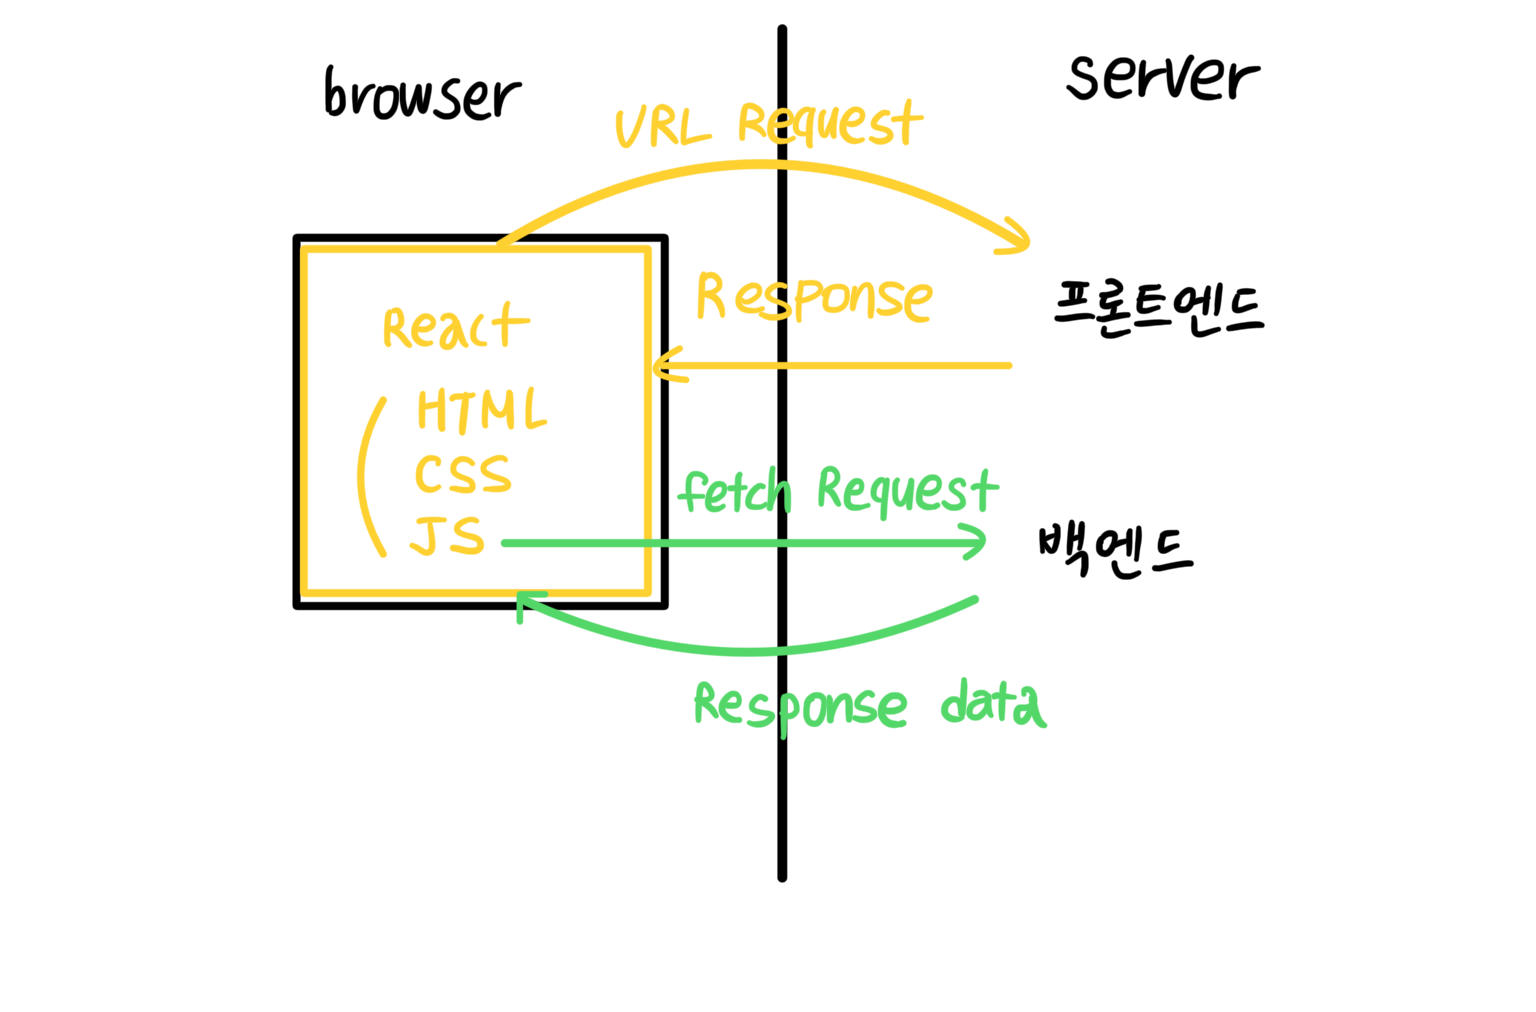 browser
server
URL Request
Response
프론트엔드
React
HTML
CSS
JS
fetch Request
백엔드
Response data